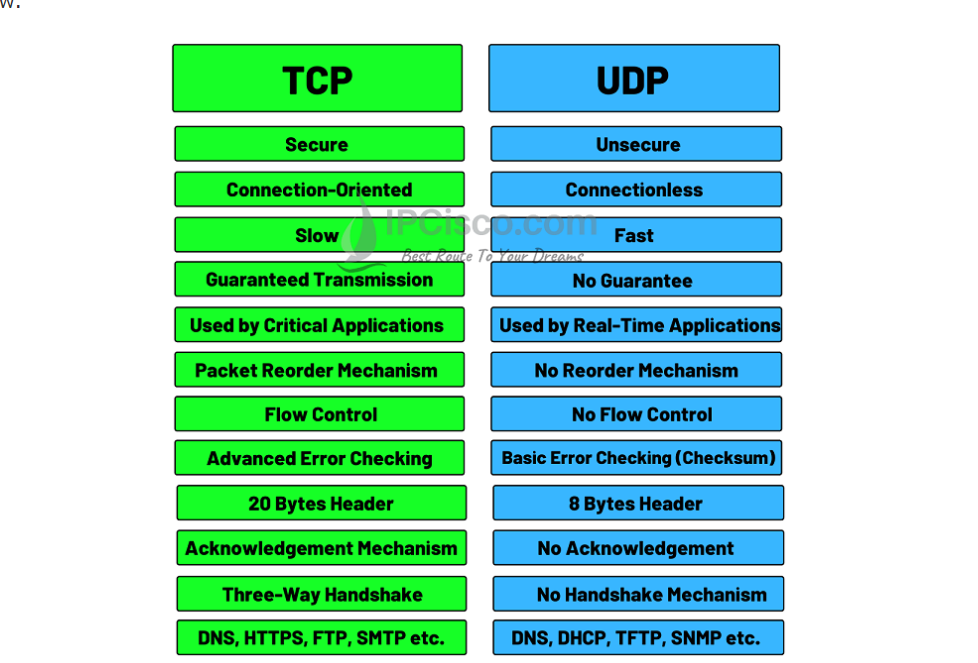 w.
TCP UDP
Secure Unsecure
Connection-Oriented Connectionless
IPCisco.com
Slow Fast
Best Route To Your Dreams
Guaranteed Transmission No Guarantee
Used by Critical Applications Used by Real-Time Applications
Packet Reorder Mechanism No Reorder Mechanism
Flow Control No Flow Control
Advanced Error Checking Basic Error Checking (Checksum)
20 Bytes Header 8 Bytes Header
Acknowledgement Mechanism No Acknowledgement
Three-Way Handshake No Handshake Mechanism
DNS, HTTPS, FTP, SMTP etc. DNS, DHCP, TFTP, SNMP etc.